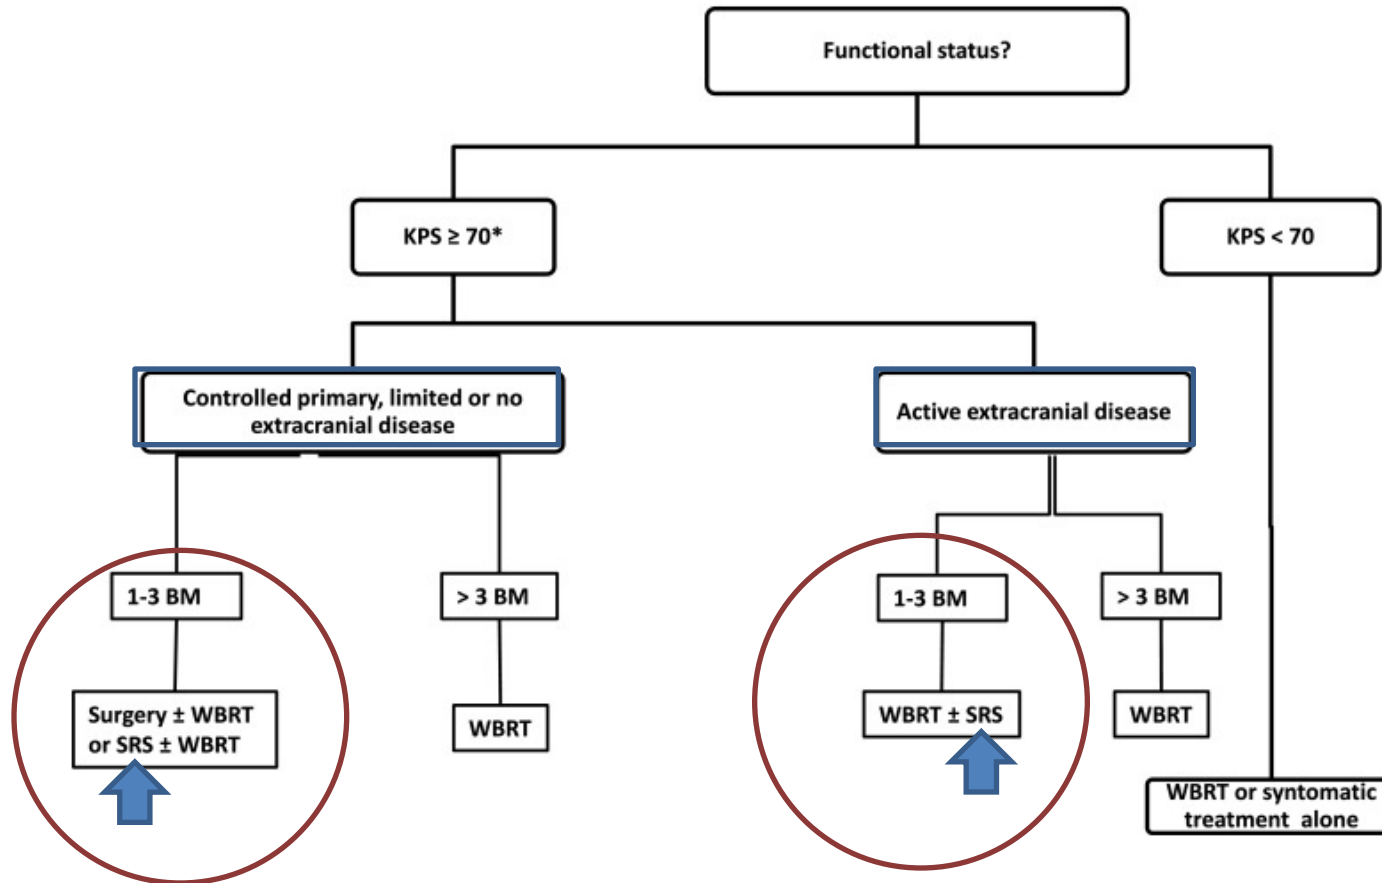 Functional status?
KPS ≥ 70*
KPS < 70
Controlled primary, limited or no
extracranial disease
Active extracranial disease
1-3 BM
> 3 BM
1-3 BM
> 3 BM
Surgery ± WBRT
or SRS ± WBRT
WBRT
WBRT ± SRS
WBRT
WBRT or syntomatic
treatment alone